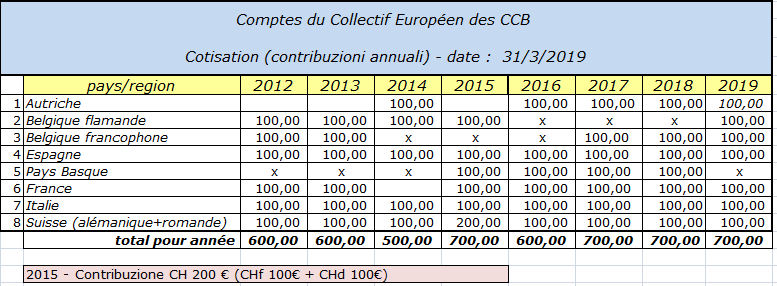 Comptes du Collectif Européen des CCB
Cotisation (contribuzioni annuali) - date : 31/3/2019
pays/region 2012 2013 2014 2015 2016 2017 2018 2019
1 Autriche 100,00 100,00 100,00 100,00 100,00
2 Belgique flamande 100,00 100,00 100,00 100,00 x x x 100,00
3 Belgique francophone 100,00 100,00 x x x 100,00 100,00 100,00
4 Espagne 100,00 100,00 100,00 100,00 100,00 100,00 100,00 100,00
5 Pays Basque x x x 100,00 100,00 100,00 100,00 x
6 France 100,00 100,00 100,00 100,00 100,00 100,00 100,00
7 Italie 100,00 100,00 100,00 100,00 100,00 100,00 100,00 100,00
8 Suisse (alémanique+romande) 100,00 100,00 100,00 200,00 100,00 100,00 100,00 100,00
total pour année 600,00 600,00 500,00 700,00 600,00 700,00 700,00 700,00
2015 - Contribuzione CH 200 € (CHf 100€ + CHd 100€)